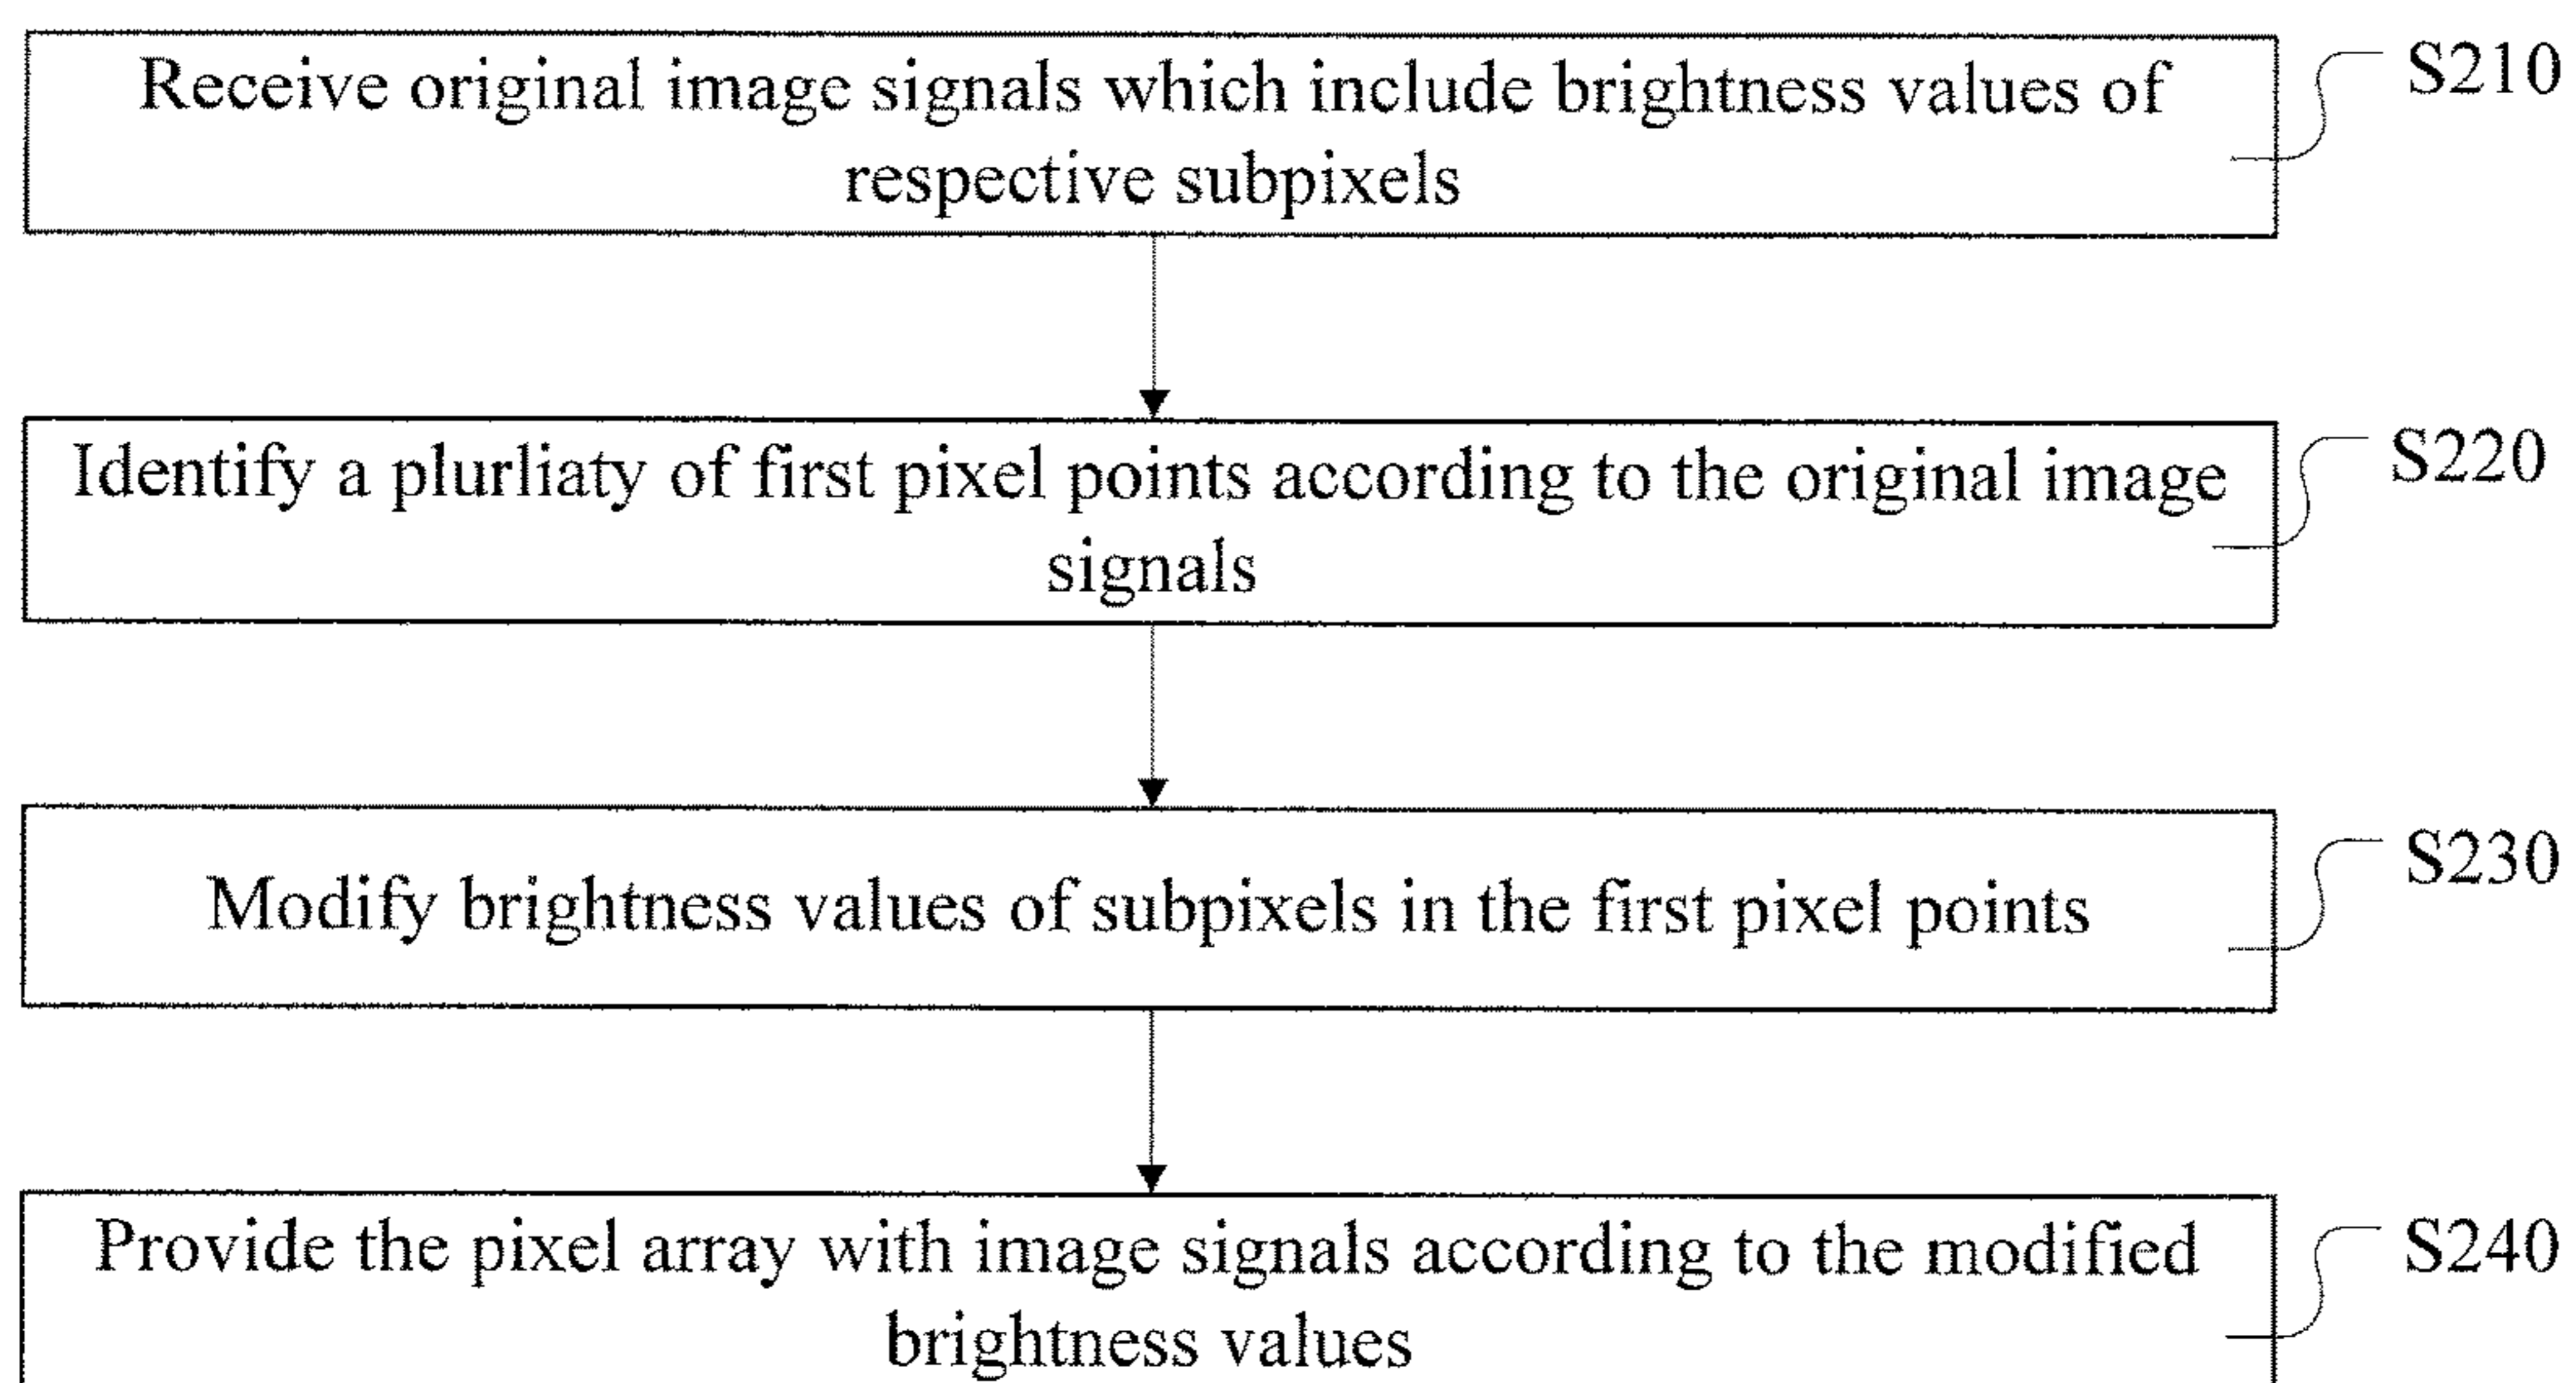 Receive original image signals which include brightness values of
respective subpixels
S210
Identify a plurliaty of first pixel points according to the original image
signals
S220
Modify brightness values of subpixels in the first pixel points
S230
Provide the pixel array with image signals according to the modified
brightness values
S240